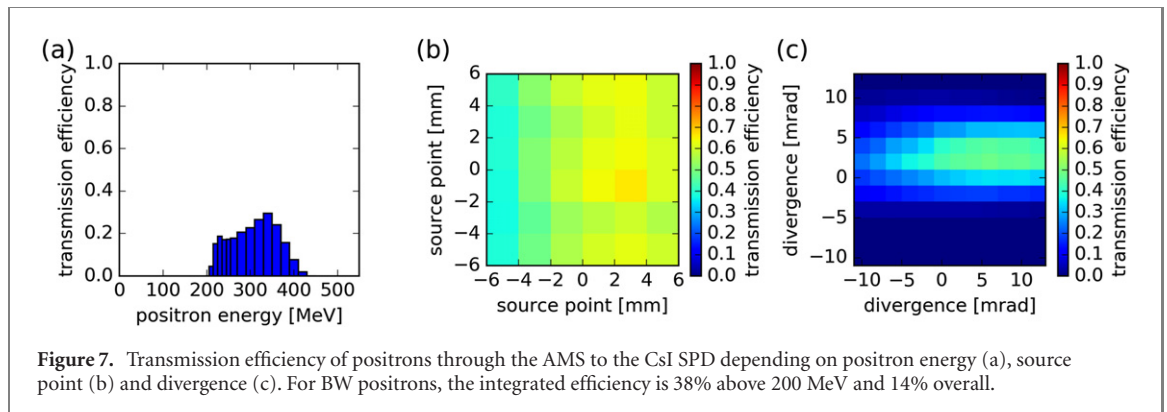 (a)
1.0
0.8
0.6
0.4
0.2
0.0
transmission efficiency
0 100 200 300 400 500
positron energy [MeV]
(b)
6
4
2
0
−2
−4
−6
source point [mm]
−6 −4 −2 0 2 4 6
source point [mm]
1.0
0.9
0.8
0.7
0.6
0.5
0.4
0.3
0.2
0.1
0.0
transmission efficiency
(c)
10
5
0
−5
−10
divergence [mrad]
−10 −5 0 5 10
divergence [mrad]
1.0
0.9
0.8
0.7
0.6
0.5
0.4
0.3
0.2
0.1
0.0
transmission efficiency
Figure 7. Transmission efficiency of positrons through the AMS to the CsI SPD depending on positron energy (a), source
point (b) and divergence (c). For BW positrons, the integrated efficiency is 38% above 200 MeV and 14% overall.